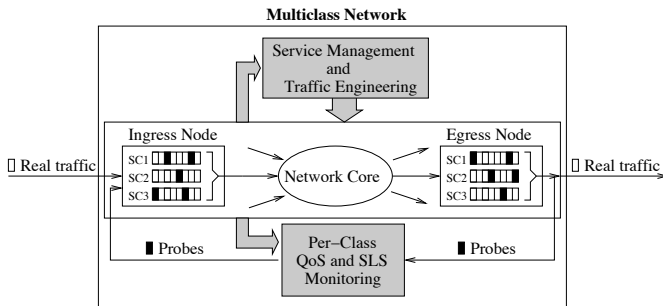 Multiclass Network
Service Management
and
Traffic Engineering
Ingress Node
Egress Node
SC1
SC2
SC3
Network Core
SC1
SC2
SC3
Real traffic
Real traffic
Probes
Per−Class
QoS and SLS
Monitoring
Probes